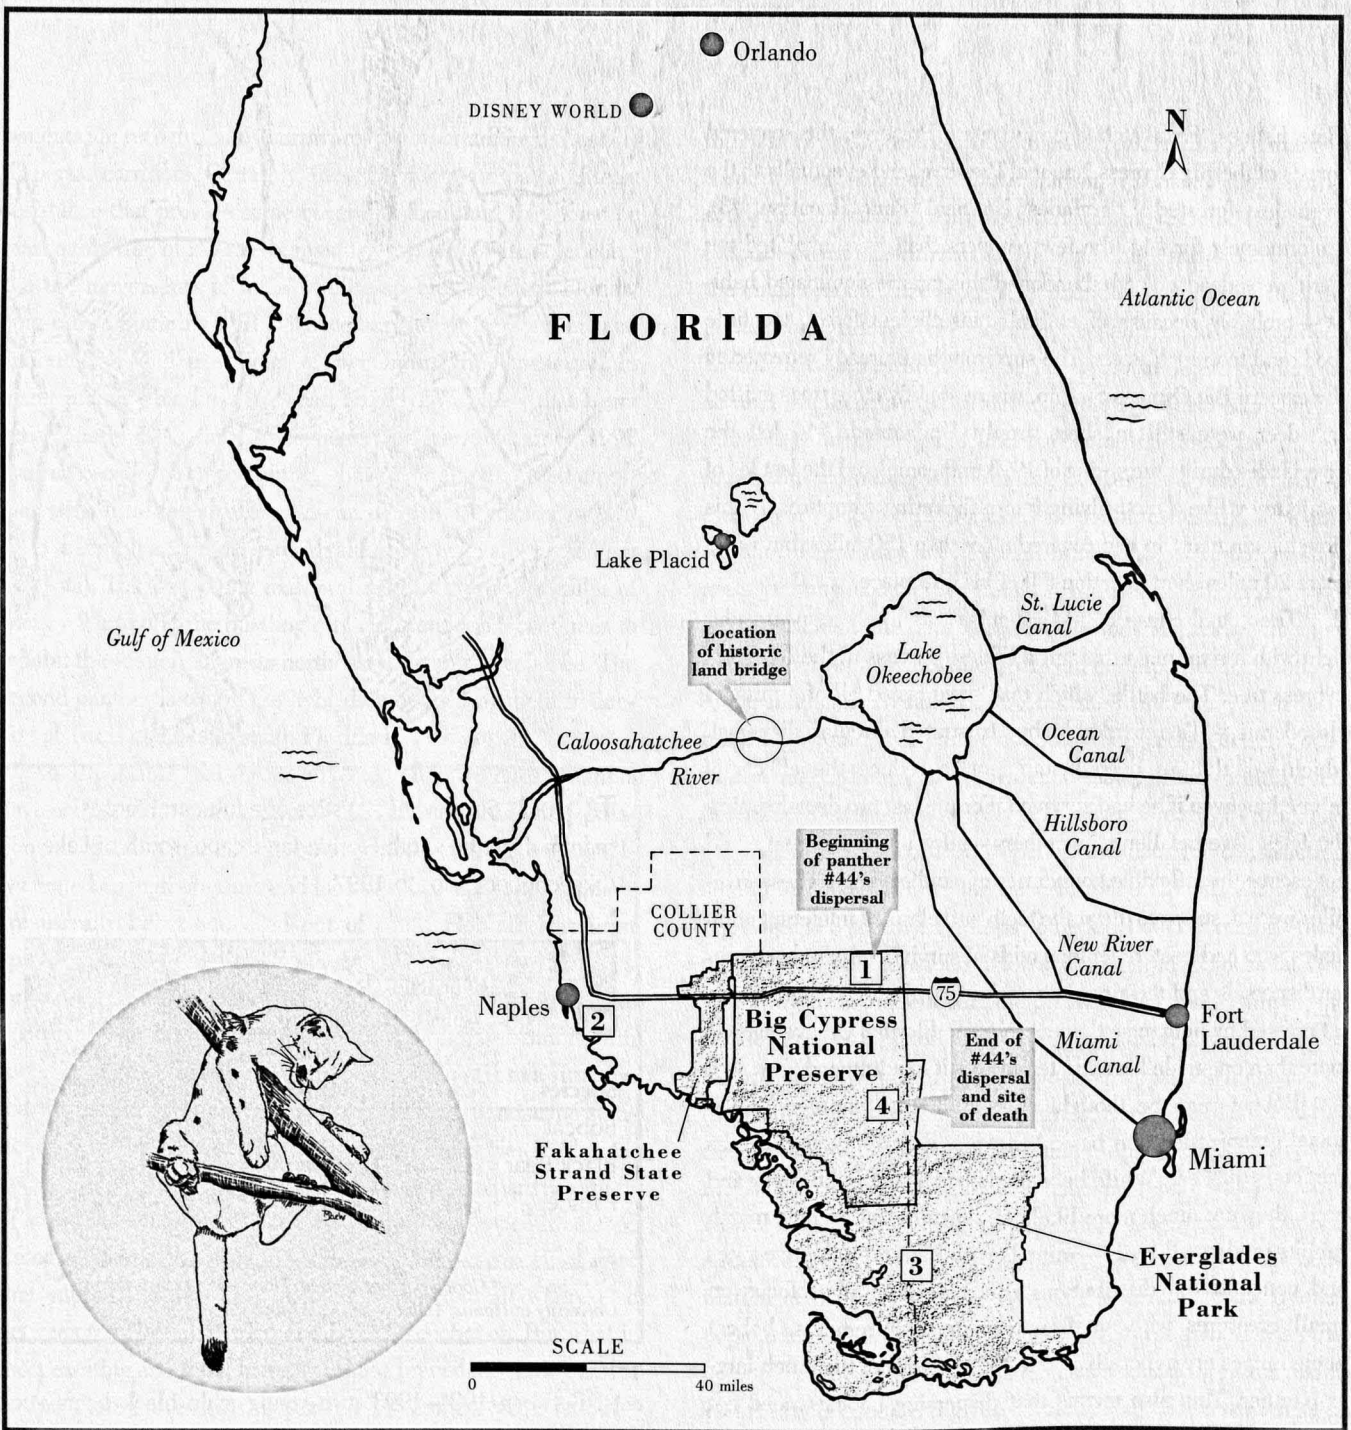 Orlando
DISNEY WORLD
N
Atlantic Ocean
FLORIDA
Lake Placid
Gulf of Mexico
Location
of historic
land bridge
St. Lucie
Canal
Lake
Okeechobee
Caloosahatchee
River
Ocean
Canal
Hillsboro
Canal
Beginning
of panther
#44's
dispersal
COLLIER
COUNTY
New River
Canal
1
75
Naples
2
Big Cypress
National
Preserve
Fort
Lauderdale
End of
#44's
dispersal
and site
of death
Miami
Canal
4
Miami
Fakahatchee
Strand State
Preserve
3
Everglades
National
Park
SCALE
0
40 miles